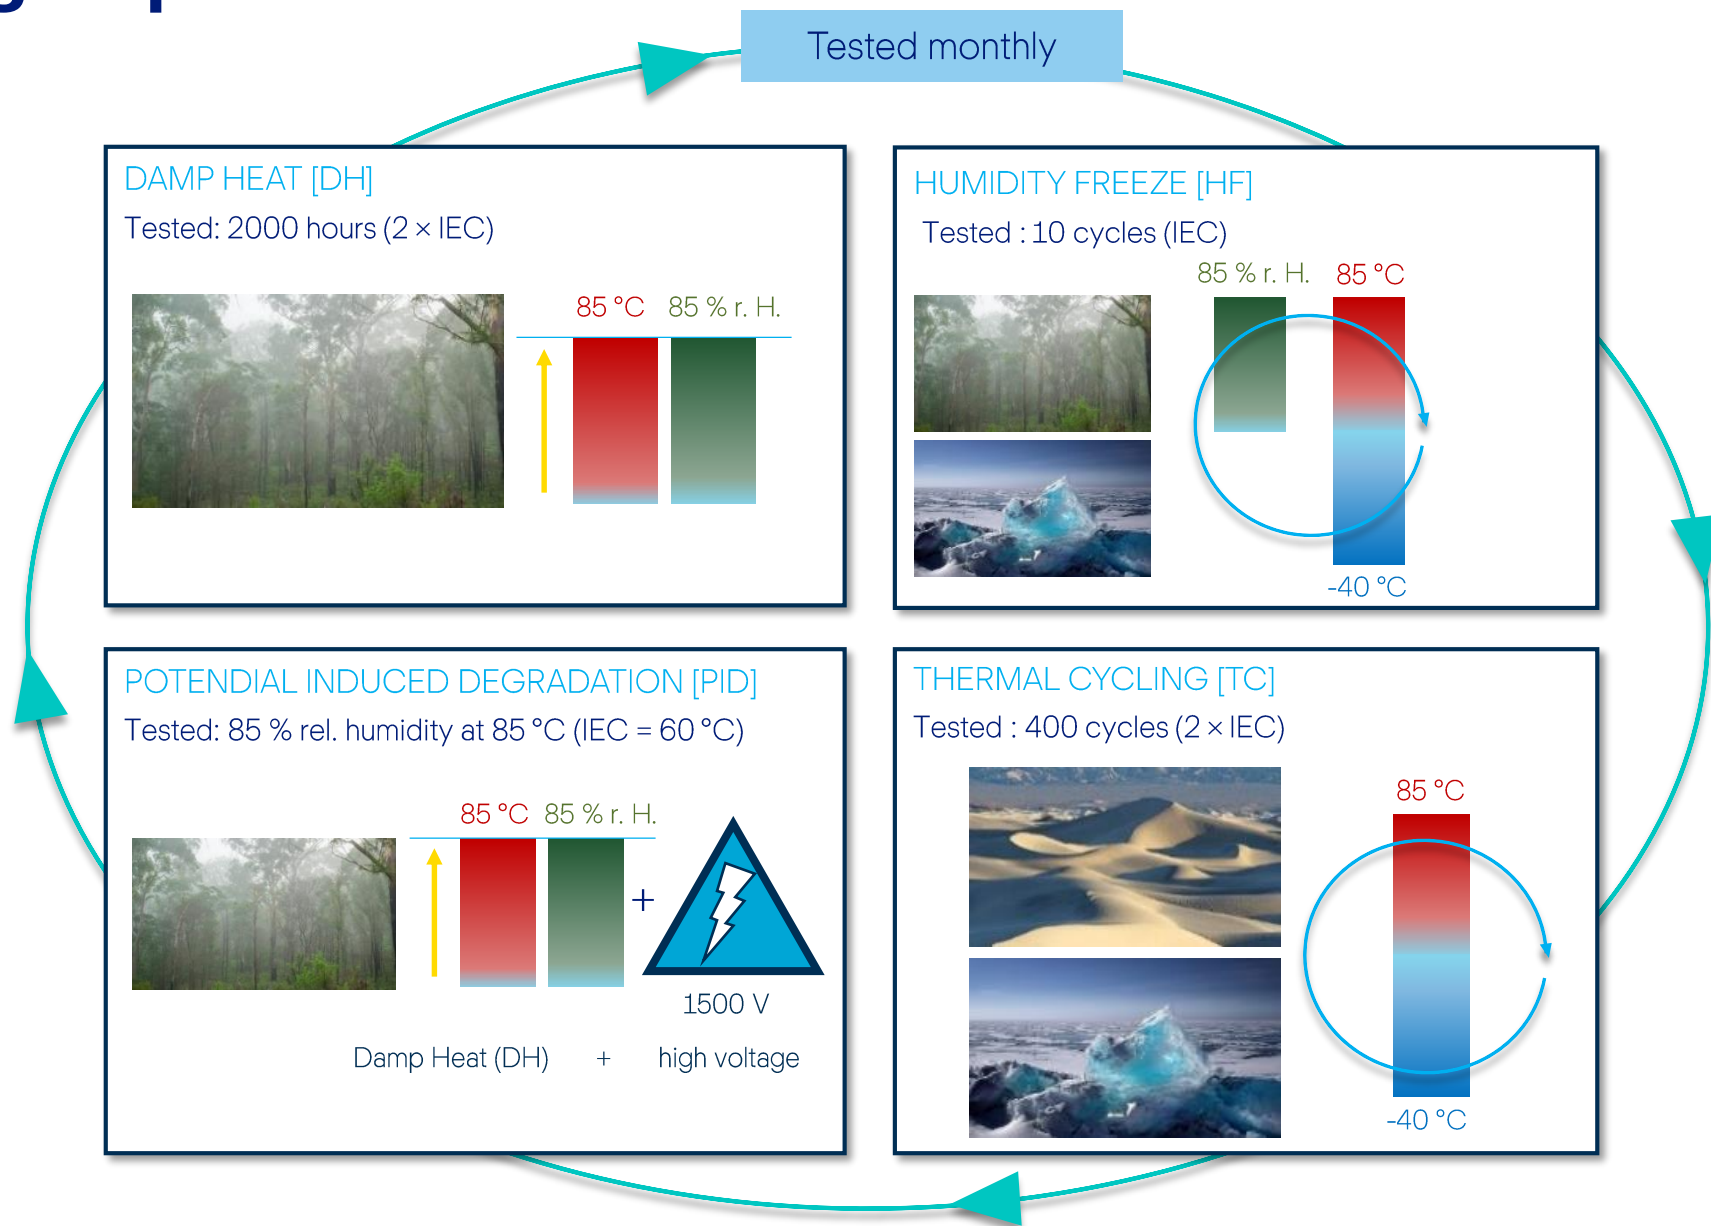 Tested monthly
DAMP HEAT [DH]
Tested: 2000 hours (2 × IEC)
85 °C 85 % r. H.
HUMIDITY FREEZE [HF]
Tested : 10 cycles (IEC)
85 % r. H. 85 °C
-40 °C
POTENDIAL INDUCED DEGRADATION [PID]
Tested: 85 % rel. humidity at 85 °C (IEC = 60 °C)
85 °C 85 % r. H.
+
1500 V
Damp Heat (DH) + high voltage
THERMAL CYCLING [TC]
Tested : 400 cycles (2 × IEC)
85 °C
-40 °C